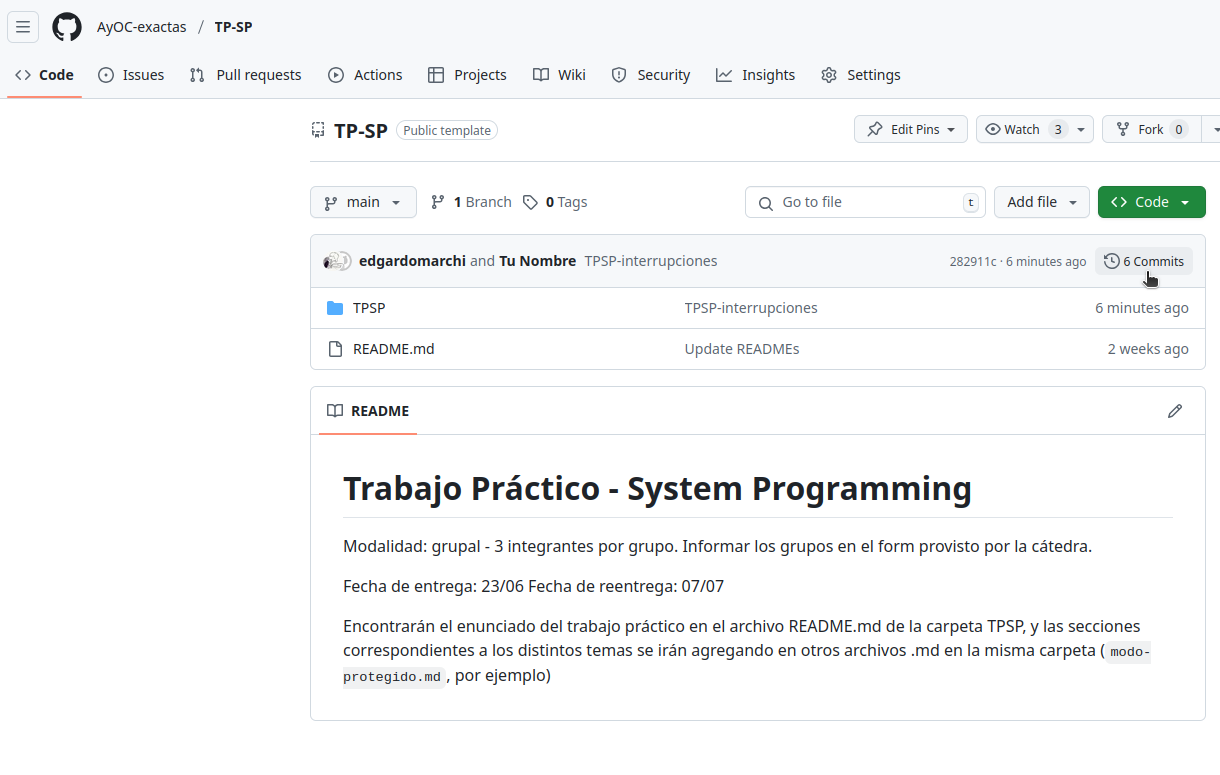 AyOC-exactas / TP-SP
Code Issues Pull requests Actions Projects Wiki Security Insights Settings
TP-SP Public template Edit Pins Watch 3 Fork 0
main 1 Branch 0 Tags Go to file t Add file Code
edgardomarchi and Tu Nombre TPSP-interrupciones 282911c · 6 minutes ago 6 Commits
TPSP TPSP-interrupciones 6 minutes ago
README.md Update READMEs 2 weeks ago
README
Trabajo Práctico - System Programming
Modalidad: grupal - 3 integrantes por grupo. Informar los grupos en el form provisto por la cátedra.
Fecha de entrega: 23/06 Fecha de reentrega: 07/07
Encontrarán el enunciado del trabajo práctico en el archivo README.md de la carpeta TPSP, y las secciones
correspondientes a los distintos temas se irán agregando en otros archivos .md en la misma carpeta ( modo-
protegido.md , por ejemplo)